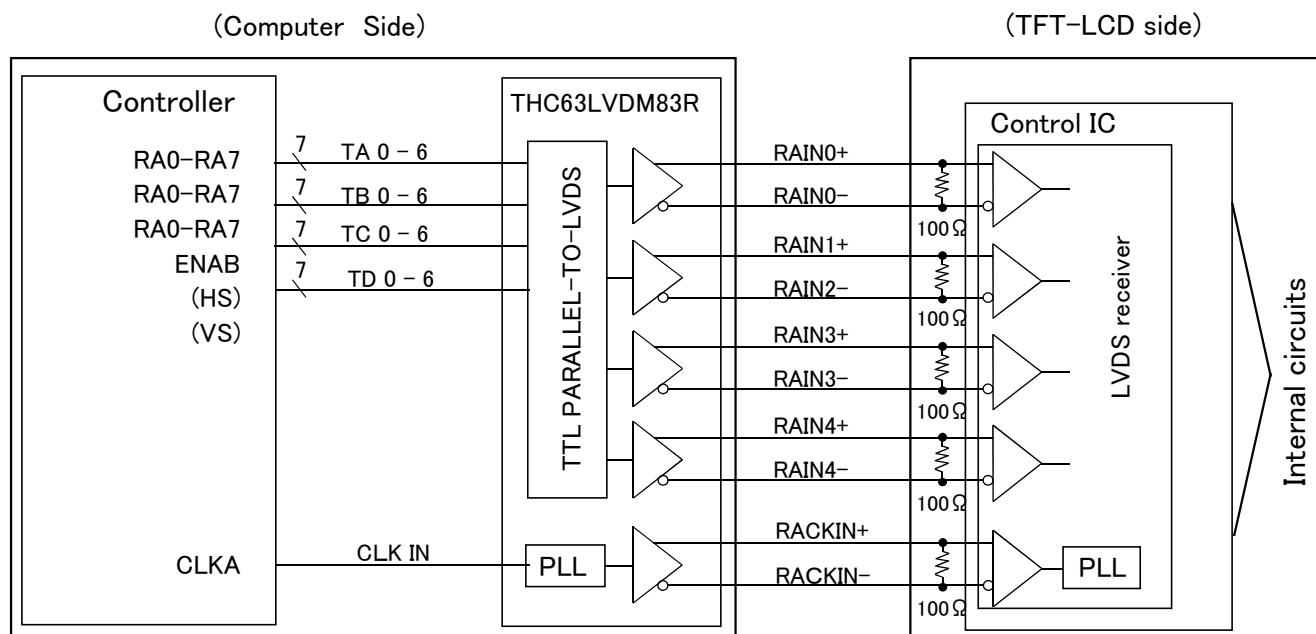 (Computer Side)
(TFT-LCD side)
Controller
THC63LVDM83R
Control IC
RA0-RA7
7
TA 0 - 6
RA0-RA7
7
TB 0 - 6
RA0-RA7
7
TC 0 - 6
ENAB
7
TD 0 - 6
(HS)
(VS)
TTL PARALLEL-TO-LVDS
RAIN0+
RAIN0-
100Ω
RAIN1+
RAIN2-
100Ω
RAIN3+
RAIN3-
100Ω
RAIN4+
RAIN4-
100Ω
LVDS receiver
Internal circuits
CLKA
CLK IN
PLL
RACKIN+
RACKIN-
100Ω
PLL